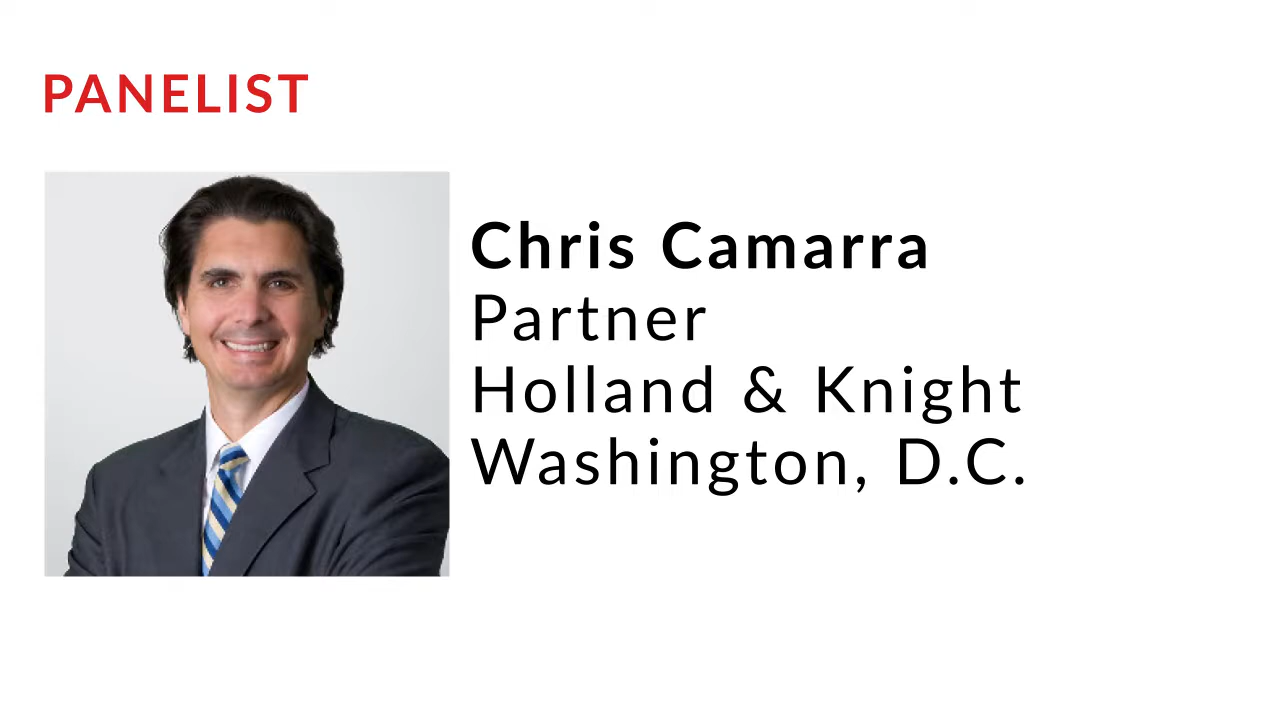 PANELIST
Chris Camarra
Partner
Holland & Knight
Washington, D.C.